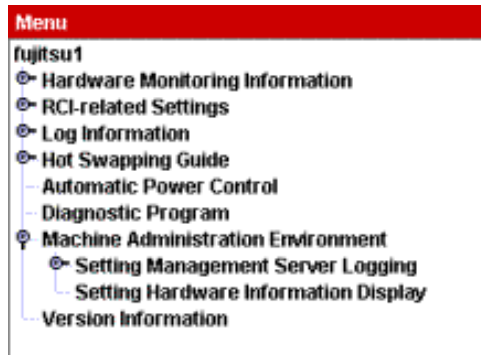 Menu
fujitsu1
Hardware Monitoring Information
RCI-related Settings
Log Information
Hot Swapping Guide
Automatic Power Control
Diagnostic Program
Machine Administration Environment
Setting Management Server Logging
Setting Hardware Information Display
Version Information